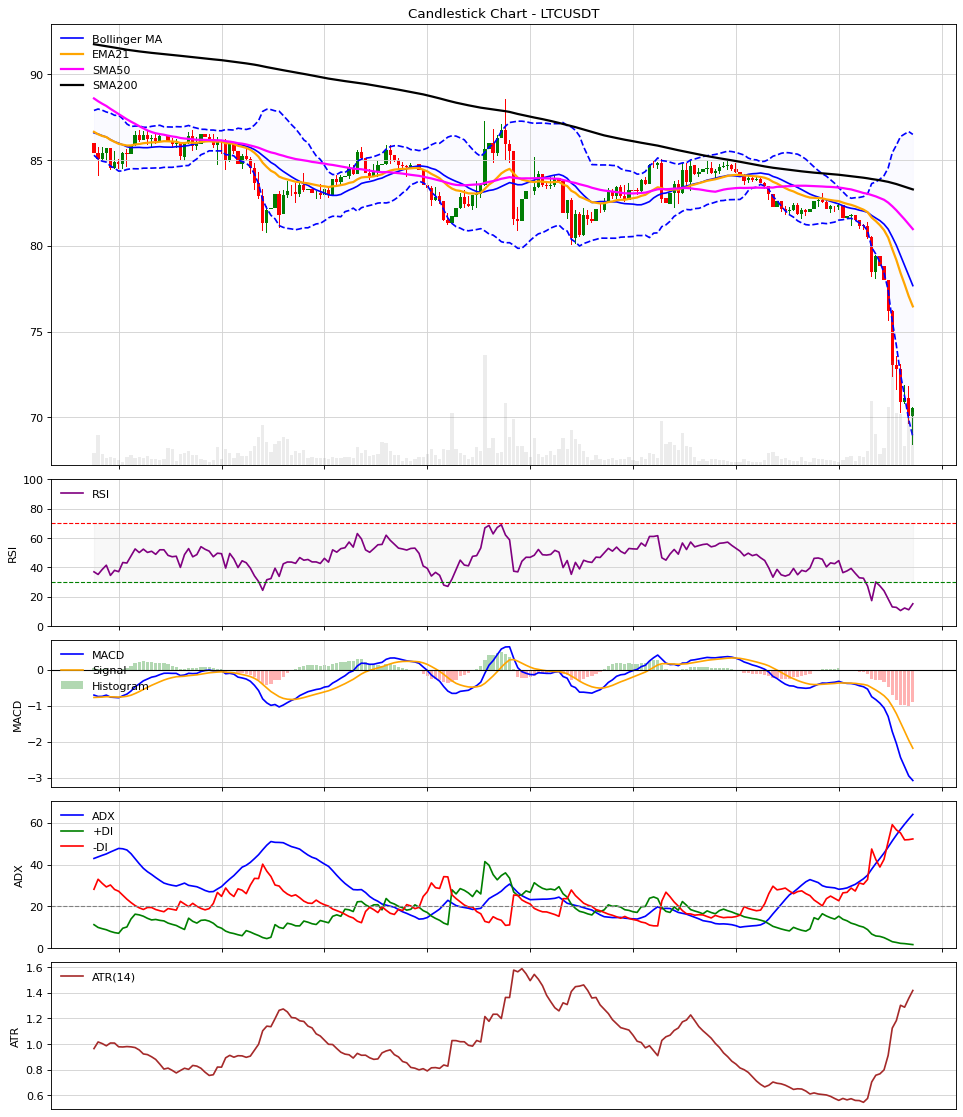 Candlestick Chart - LTCUSDT
Bollinger MA
EMA21
SMA50
SMA200
90
85
80
75
70
RSI
100
80
60
40
20
0
RSI
MACD
Signal
Histogram
0
−1
−2
−3
MACD
ADX
+DI
-DI
60
40
20
0
ADX
ATR(14)
1.6
1.4
1.2
1.0
0.8
0.6
ATR